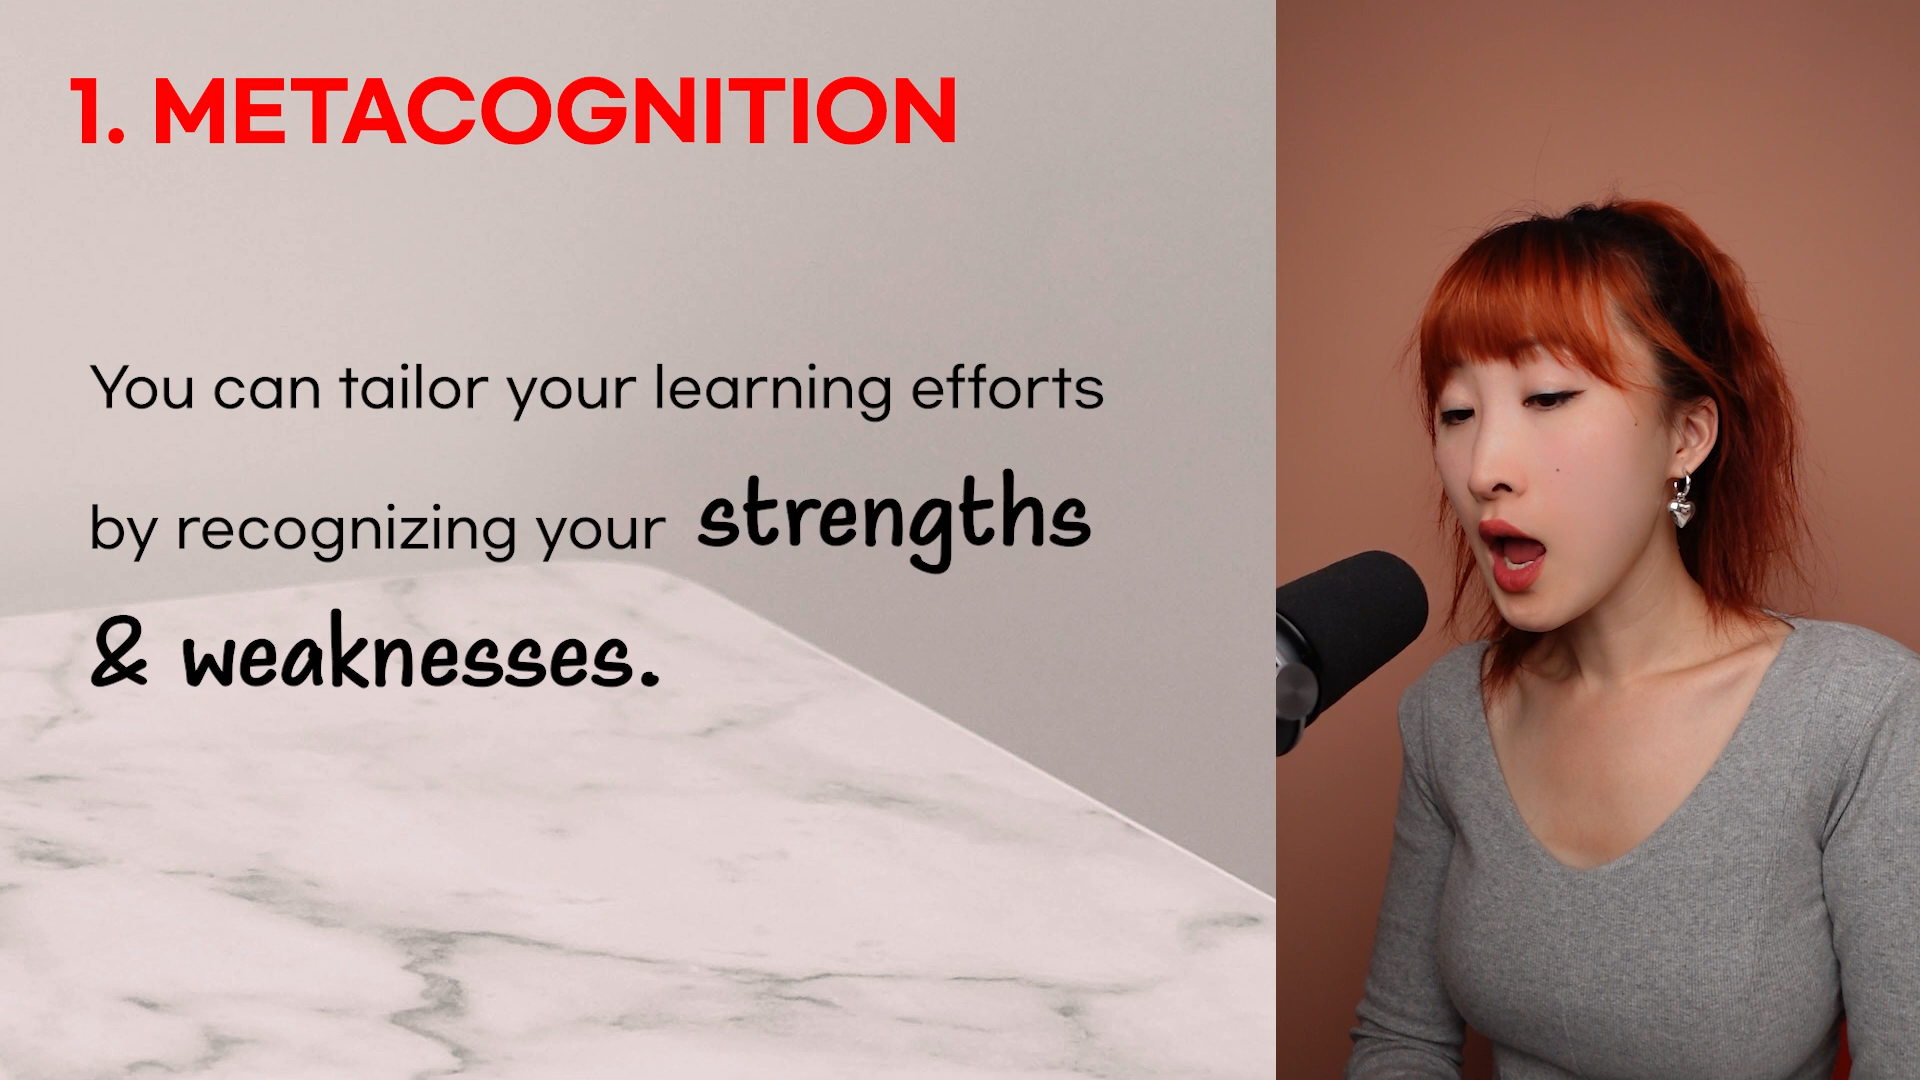 1. METACOGNITION
You can tailor your learning efforts
by recognizing your strengths
& weaknesses.